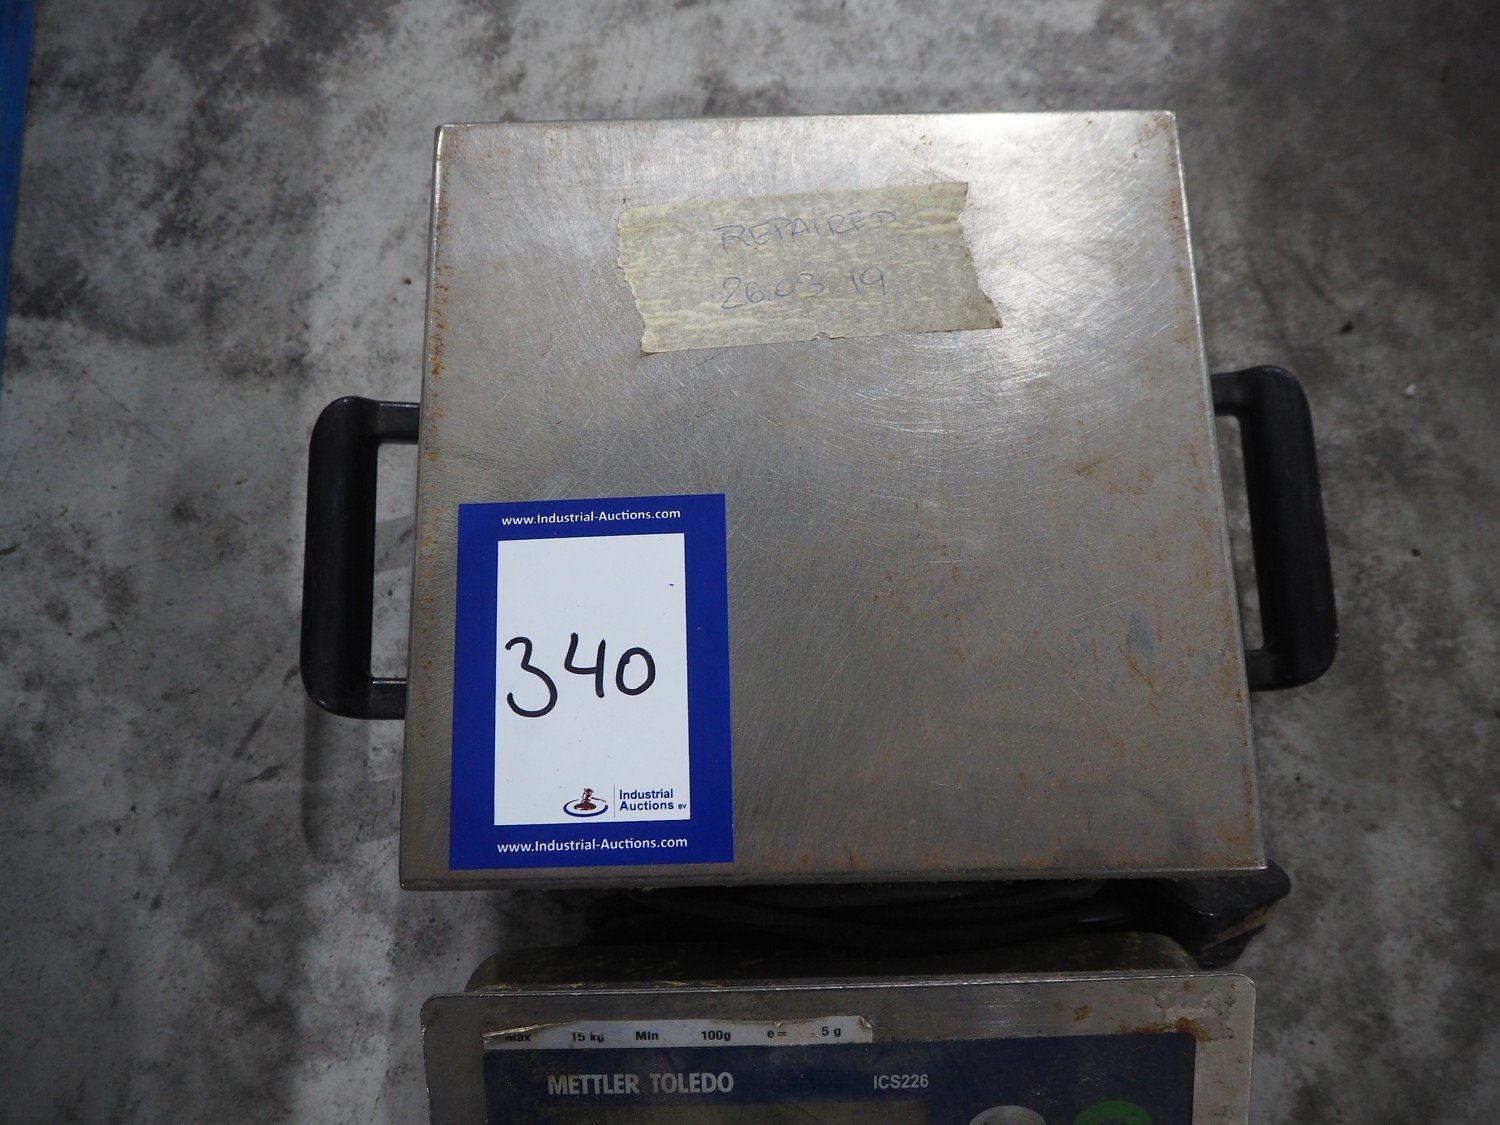 REPAIRED
26.03 19
www.Industrial-Auctions.com
340
Industrial
Auctions BV
www.Industrial-Auctions.com
Max 15 kg Min 100g e= 5 g
METTLER TOLEDO ICS226